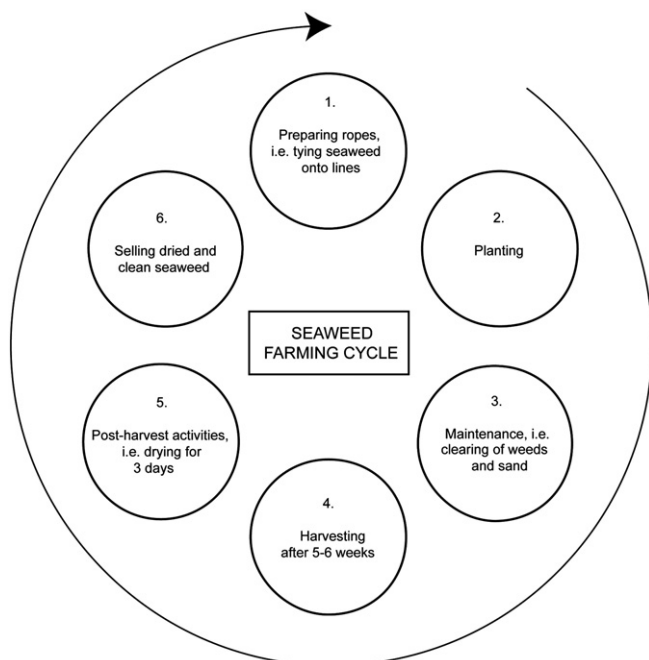 1.
Preparing ropes,
i.e. tying seaweed
onto lines
2.
Planting
3.
Maintenance, i.e.
clearing of weeds
and sand
4.
Harvesting
after 5-6 weeks
5.
Post-harvest activities,
i.e. drying for
3 days
6.
Selling dried and
clean seaweed
SEAWEED
FARMING CYCLE